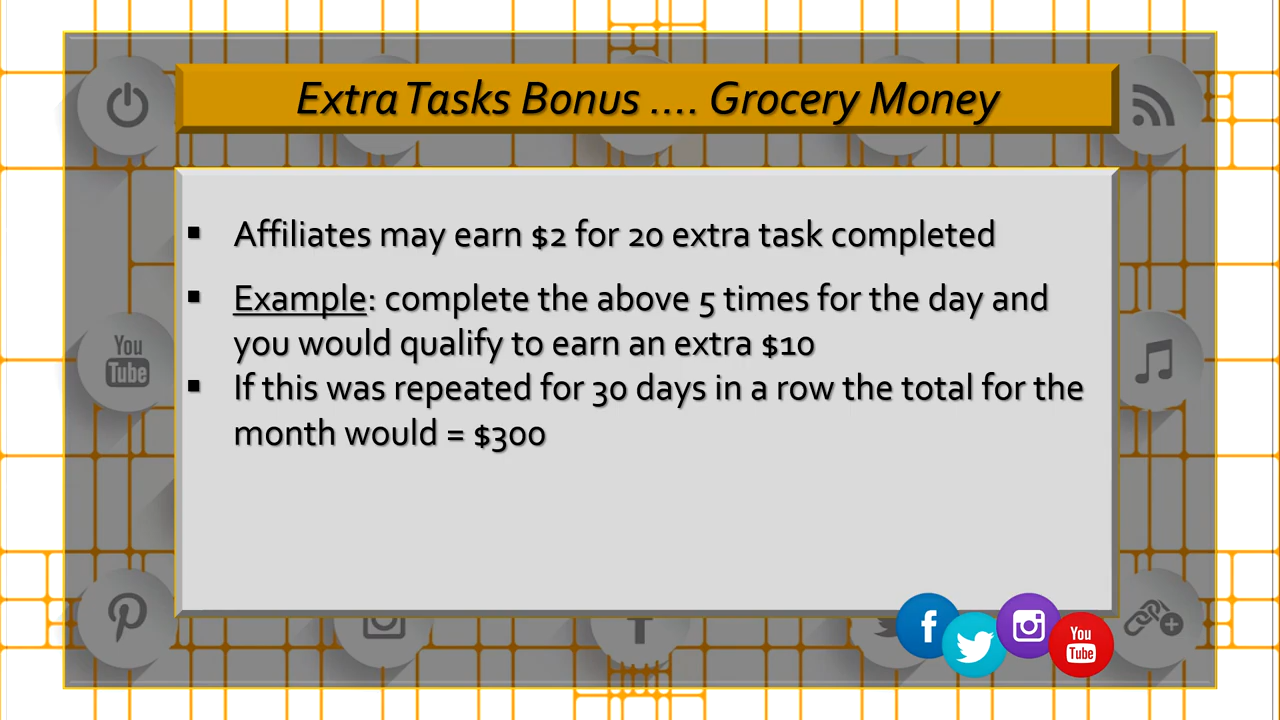 Extra Tasks Bonus .... Grocery Money
▪ Affiliates may earn $2 for 20 extra task completed
▪ Example: complete the above 5 times for the day and
you would qualify to earn an extra $10
▪ If this was repeated for 30 days in a row the total for the
month would = $300
You
Tube
You
Tube